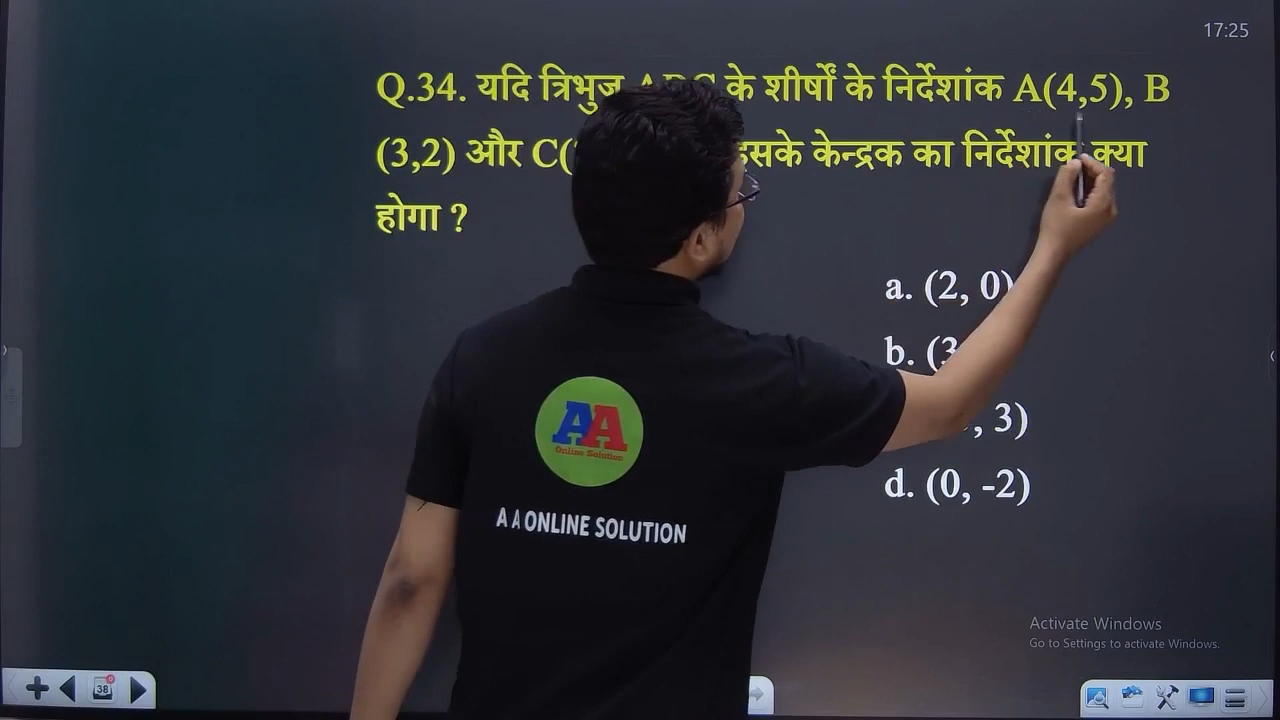 17:25
Q.34. यदि त्रिभुज के शीर्षों के निर्देशांक A(4,5), B
(3,2) और C( इसके केन्द्रक का निर्देशांक क्या
होगा ?
a. (2, 0)
b. (3
, 3)
d. (0, -2)
AA
Online Solution
A A ONLINE SOLUTION
Activate Windows
Go to Settings to activate Windows.
38